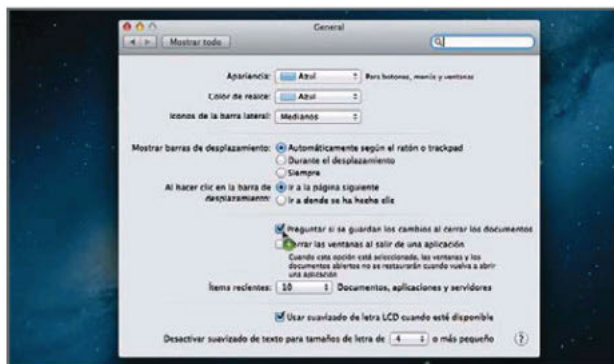 General
Mostrar todo
Apariencia: Azul Para botones, menús y ventanas
Color de realce: Azul
Iconos de la barra lateral: Medianos
Mostrar barras de desplazamiento: Automáticamente según el ratón o trackpad
Durante el desplazamiento
Siempre
Al hacer clic en la barra de desplazamiento: Ir a la página siguiente
Ir a donde se ha hecho clic
Preguntar si se guardan los cambios al cerrar los documentos
las ventanas al salir de una aplicación
Cuando esta opción está seleccionada, las ventanas y los
documentos abiertos no se restaurarán cuando vuelva a abrir
una aplicación
Ítems recientes: 10 Documentos, aplicaciones y servidores
Usar suavizado de letra LCD cuando esté disponible
Desactivar suavizado de texto para tamaños de letra de 4 o más pequeño ?